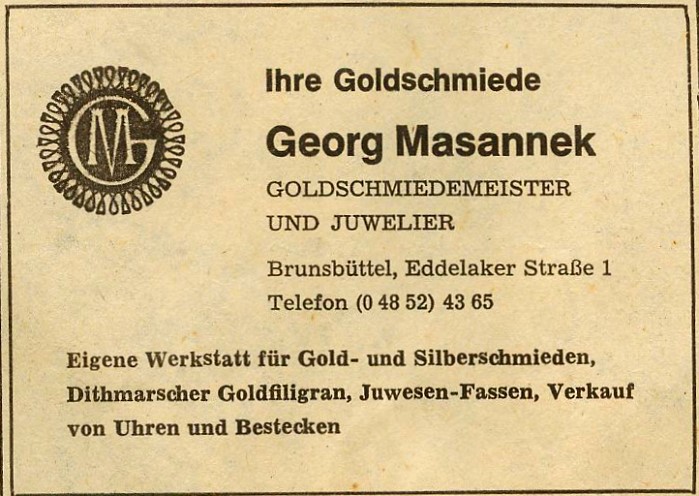 GM
Ihre Goldschmiede
Georg Masannek
GOLDSCHMIEDEMEISTER
UND JUWELIER
Brunsbüttel, Eddelaker Straße 1
Telefon (0 48 52) 43 65
Eigene Werkstatt für Gold- und Silberschmieden,
Dithmarscher Goldfiligran, Juwesen-Fassen, Verkauf
von Uhren und Bestecken